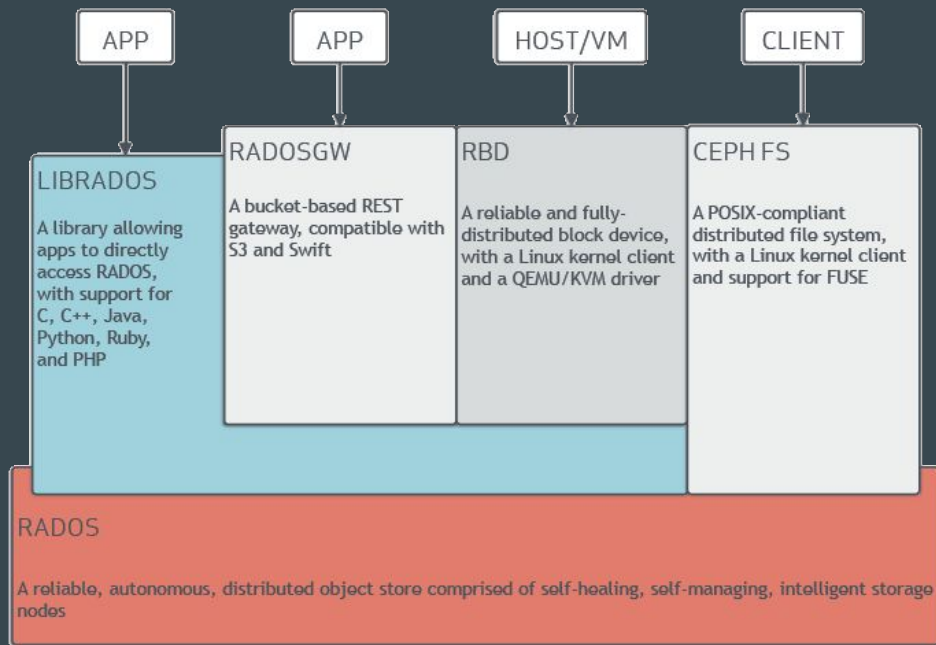 APP
APP
HOST/VM
CLIENT
LIBRADOS
A library allowing
apps to directly
access RADOS,
with support for
C, C++, Java,
Python, Ruby,
and PHP
RADOSGW
A bucket-based REST
gateway, compatible with
S3 and Swift
RBD
A reliable and fully-
distributed block device,
with a Linux kernel client
and a QEMU/KVM driver
CEPH FS
A POSIX-compliant
distributed file system,
with a Linux kernel client
and support for FUSE
RADOS
A reliable, autonomous, distributed object store comprised of self-healing, self-managing, intelligent storage
nodes